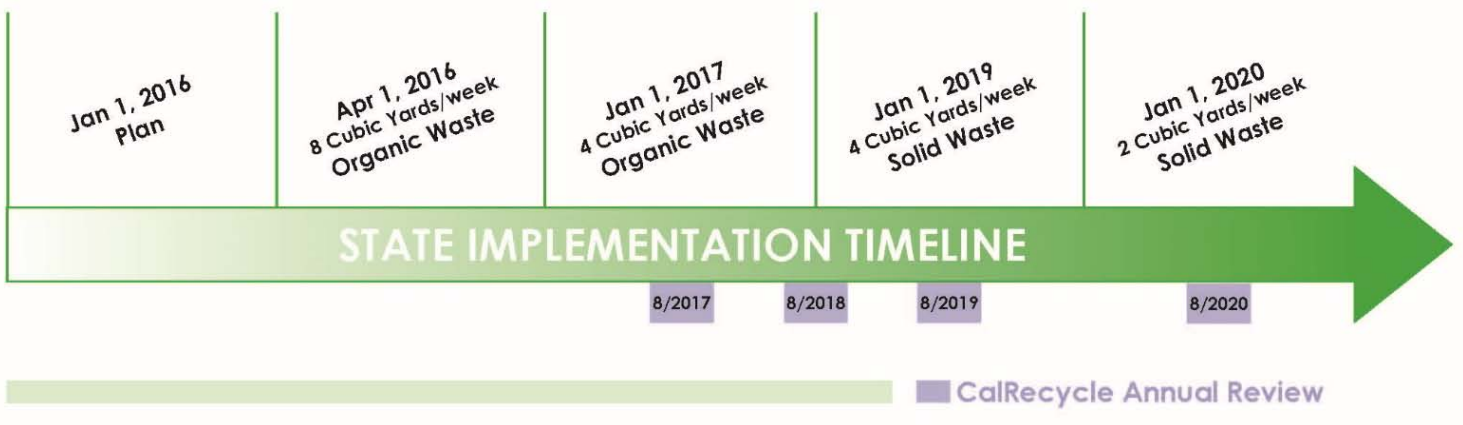 Jan 1, 2016
Plan
Apr 1, 2016
8 Cubic Yards/week
Organic Waste
Jan 1, 2017
4 Cubic Yards/week
Organic Waste
Jan 1, 2019
4 Cubic Yards/week
Solid Waste
Jan 1, 2020
2 Cubic Yards/week
Solid Waste
STATE IMPLEMENTATION TIMELINE
8/2017
8/2018
8/2019
8/2020
CalRecycle Annual Review